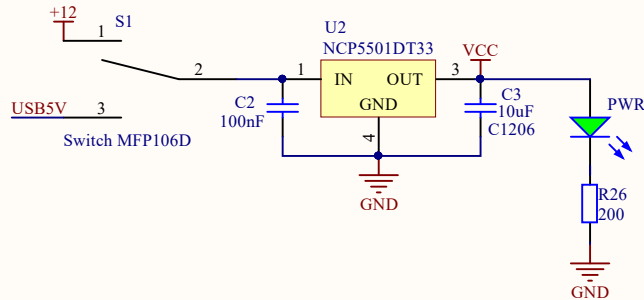 +12
S1
1
2
USB5V
3
Switch MFP106D
U2
NCP5501DT33
1
IN
OUT
3
GND
4
C2
100nF
VCC
C3
10uF
C1206
GND
PWR
R26
200
GND